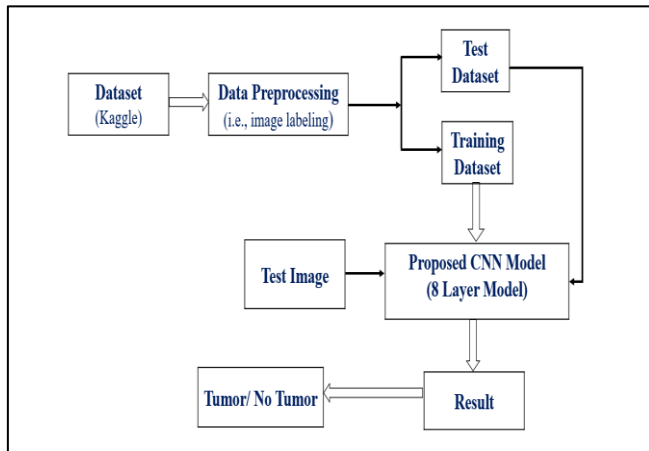 Test
Dataset
Dataset
(Kaggle)
Data Preprocessing
(i.e., image labeling)
Training
Dataset
Test Image
Proposed CNN Model
(8 Layer Model)
Tumor/ No Tumor
Result